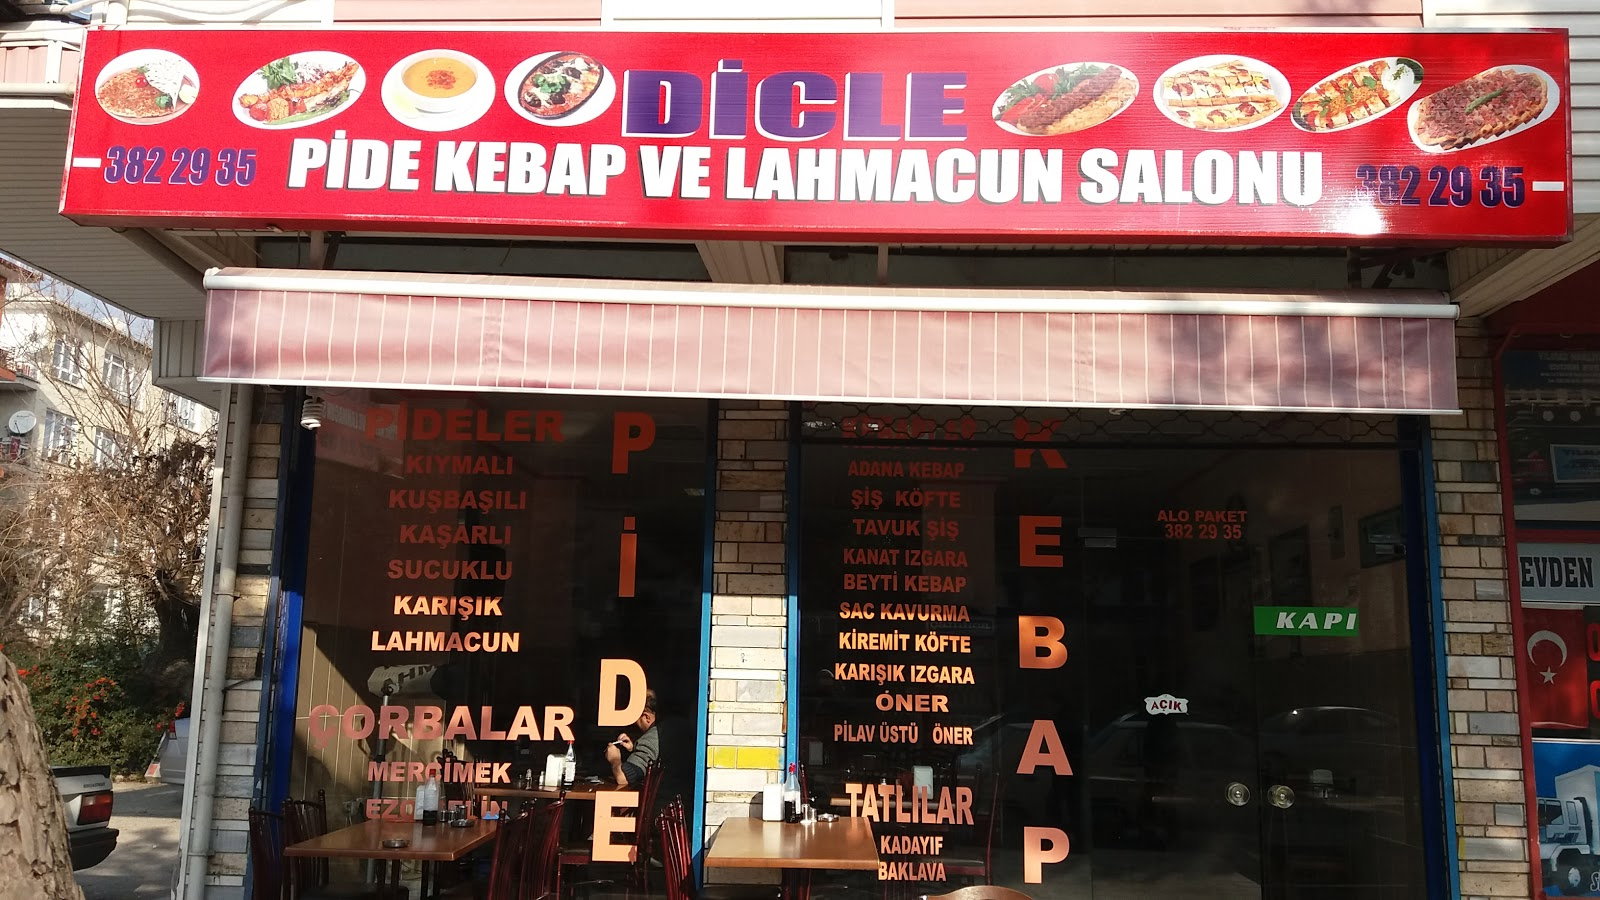 DİCLE
382 29 35
PİDE KEBAP VE LAHMACUN SALONU
382 29 35
PİDELER
KIYMALI
KUŞBAŞILI
KAŞARLI
SUCUKLU
KARIŞIK
LAHMACUN
ÇORBALAR
MERCİMEK
PİDE
ADANA KEBAP
ŞİŞ KÖFTE
TAVUK ŞİŞ
KANAT IZGARA
BEYTİ KEBAP
SAC KAVURMA
KİREMİT KÖFTE
KARIŞIK IZGARA
ÖNER
PİLAV ÜSTÜ ÖNER
TATLILAR
KADAYIF
BAKLAVA
KEBAP
ALO PAKET
382 29 35
KAPI
AÇIK
EVDEN